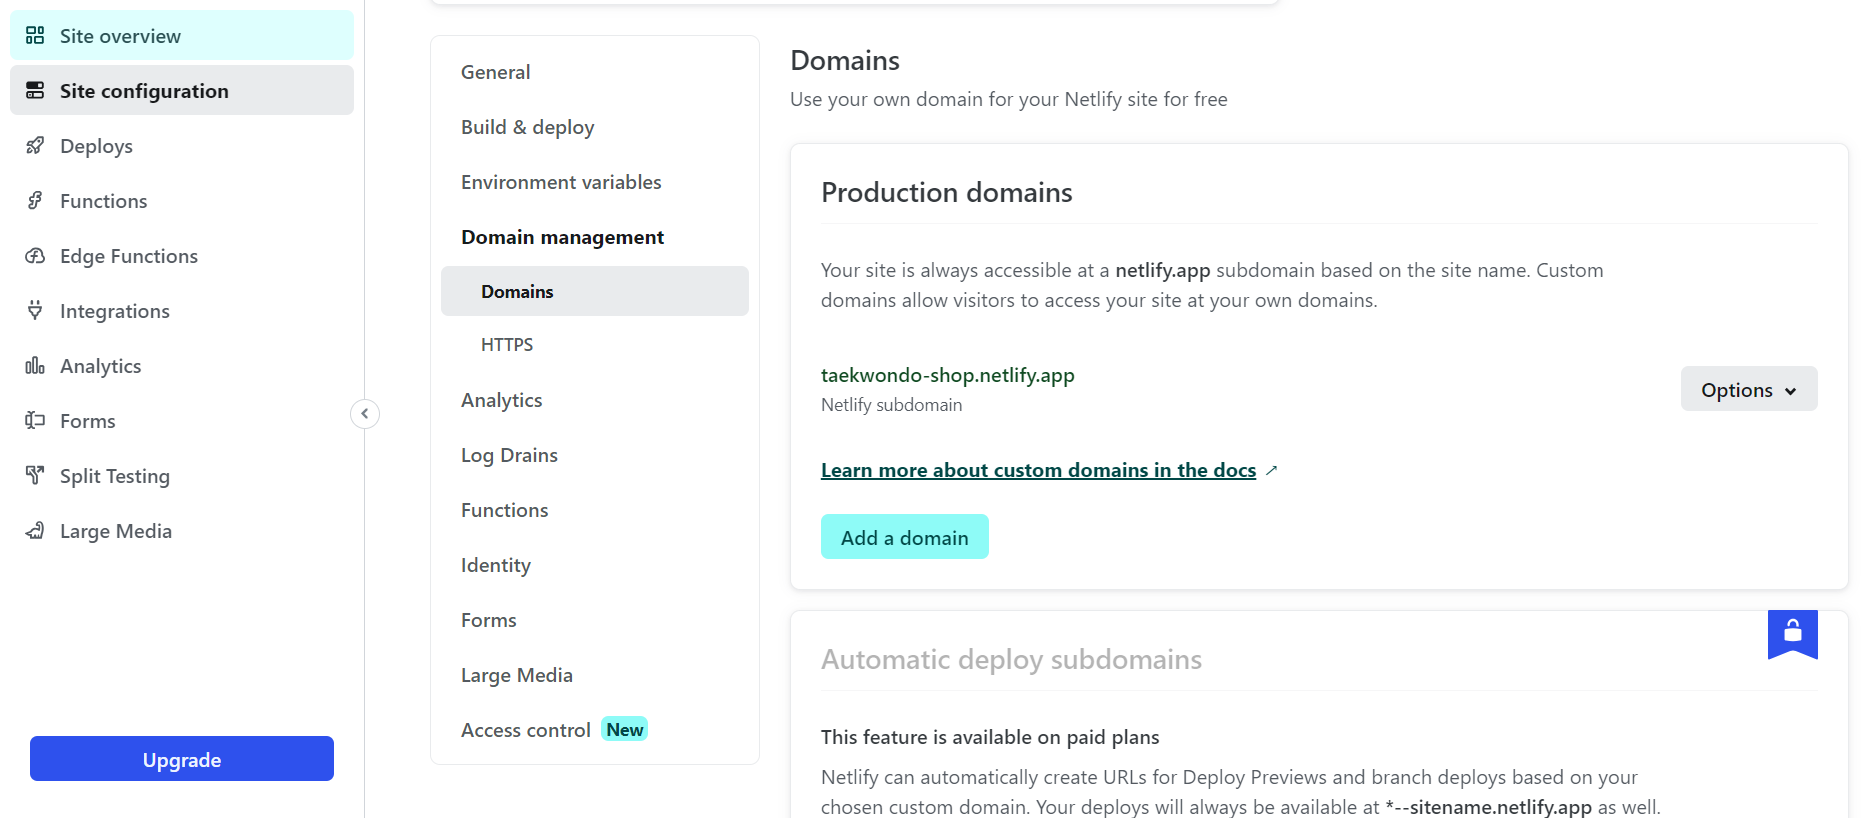 Site overview
Site configuration
Deploys
Functions
Edge Functions
Integrations
Analytics
Forms
Split Testing
Large Media
Upgrade
General
Build & deploy
Environment variables
Domain management
Domains
HTTPS
Analytics
Log Drains
Functions
Identity
Forms
Large Media
Access control New
Domains
Use your own domain for your Netlify site for free
Production domains
Your site is always accessible at a netlify.app subdomain based on the site name. Custom
domains allow visitors to access your site at your own domains.
taekwondo-shop.netlify.app
Netlify subdomain
Options
Learn more about custom domains in the docs
Add a domain
Automatic deploy subdomains
This feature is available on paid plans
Netlify can automatically create URLs for Deploy Previews and branch deploys based on your
chosen custom domain. Your deploys will always be available at *--sitename.netlify.app as well.